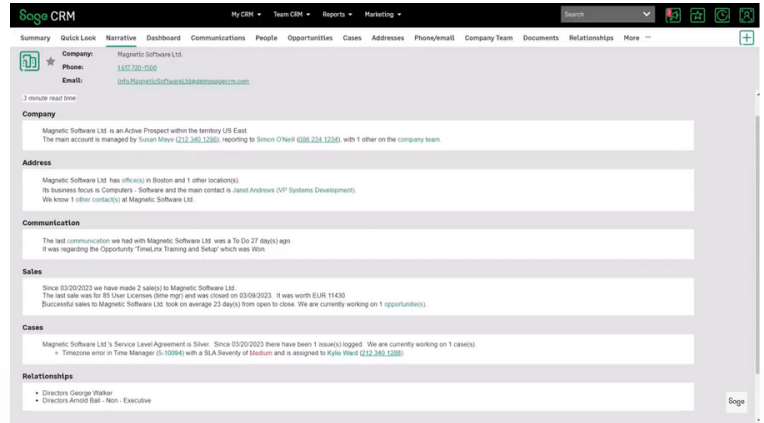 Sage CRM
My CRM Team CRM Reports Marketing
Search
Summary Quick Look Narrative Dashboard Communications People Opportunities Cases Addresses Phone/email Company Team Documents Relationships More ...
Company: Magnetic Software Ltd.
Phone: 1 617 720-1500
Email: Info.MagneticSoftwareLtd@demosagecrm.com
3 minute read time
Company
Magnetic Software Ltd. is an Active Prospect within the territory US East.
The main account is managed by Susan Maye (212 340 1286), reporting to Simon O'Neill (086 234 1234), with 1 other on the company team.
Address
Magnetic Software Ltd. has office(s) in Boston and 1 other location(s).
Its business focus is Computers - Software and the main contact is Janet Andrews (VP Systems Development).
We know 1 other contact(s) at Magnetic Software Ltd.
Communication
The last communication we had with Magnetic Software Ltd. was a To Do 27 day(s) ago.
It was regarding the Opportunity 'TimeLinx Training and Setup' which was Won.
Sales
Since 03/20/2023 we have made 2 sale(s) to Magnetic Software Ltd.
The last sale was for 85 User Licenses (time mgr) and was closed on 03/09/2023. It was worth EUR 11430
Successful sales to Magnetic Software Ltd. took on average 23 day(s) from open to close. We are currently working on 1 opportunitie(s).
Cases
Magnetic Software Ltd.'s Service Level Agreement is Silver. Since 03/20/2023 there have been 1 issue(s) logged. We are currently working on 1 case(s)
Timezone error in Time Manager (5-10094) with a SLA Severity of Medium and is assigned to Kylie Ward (212 340 1288)
Relationships
Directors George Walker
Directors Arnold Ball - Non - Executive
Sage